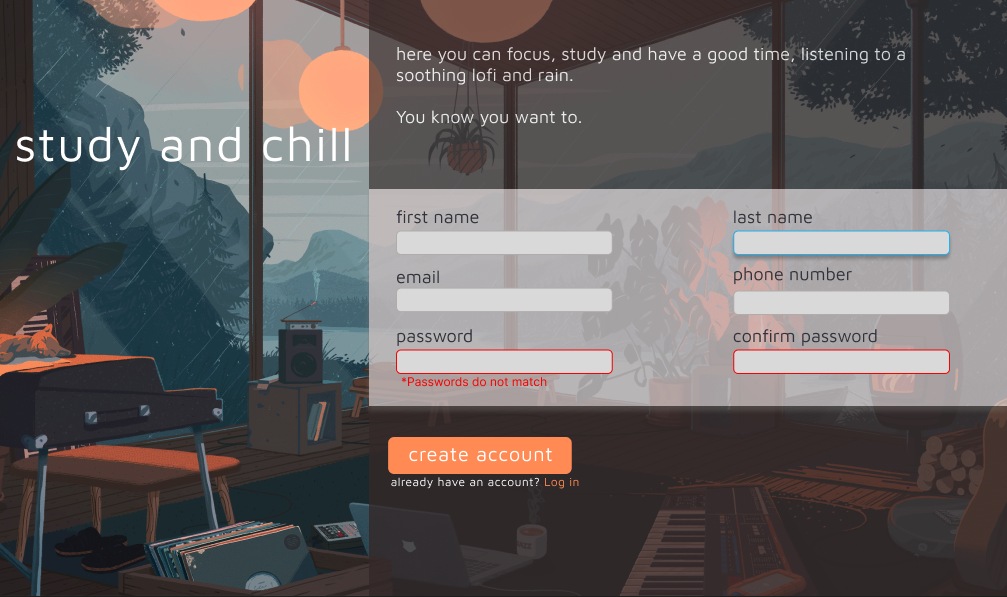 study and chill
here you can focus, study and have a good time, listening to a
soothing lofi and rain.
You know you want to.
first name
last name
email
phone number
password
confirm password
*Passwords do not match
create account
already have an account? Log in